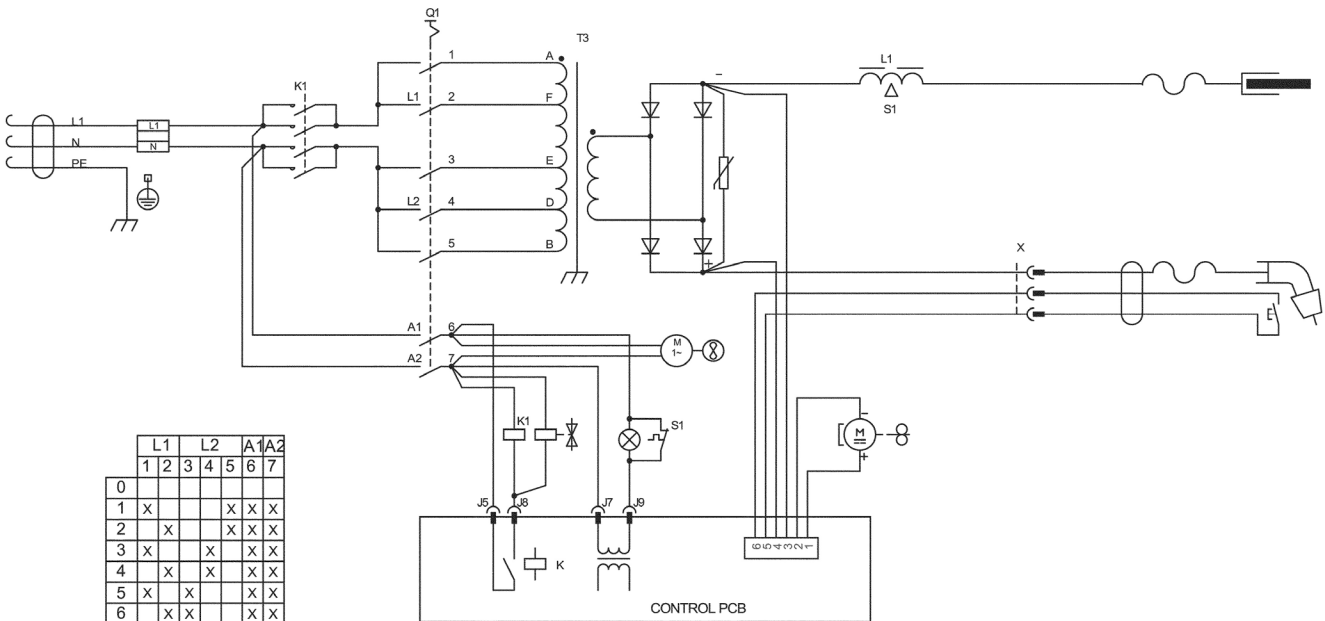 Q1
T3
K1
1
A
L1
2
F
3
E
L2
4
D
5
B
L1
L1
N
N
PE
−
L1
S1
+
X
A1
6
A2
7
M
1~
K1
S1
−
M
+
J5
J8
J7
J9
K
6 5 4 3 2 1
CONTROL PCB
L1 L2 A1 A2
1 2 3 4 5 6 7
0
1 X X X X
2 X X X X
3 X X X X
4 X X X X
5 X X X X
6 X X X X